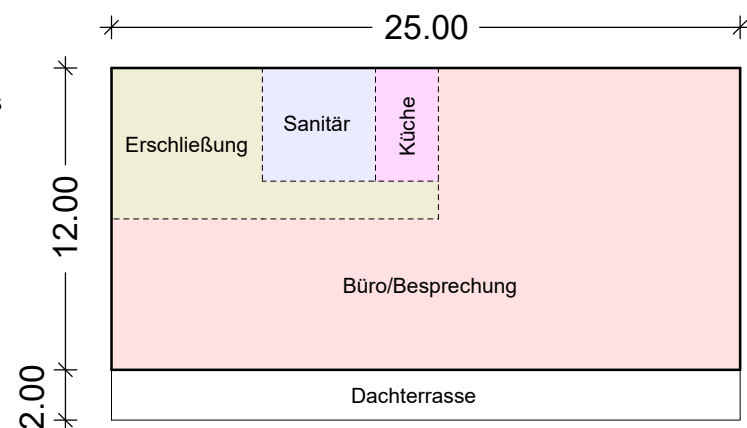 25.00
s
Erschließung
Sanitär
Küche
12.00
Büro/Besprechung
2.00
Dachterrasse